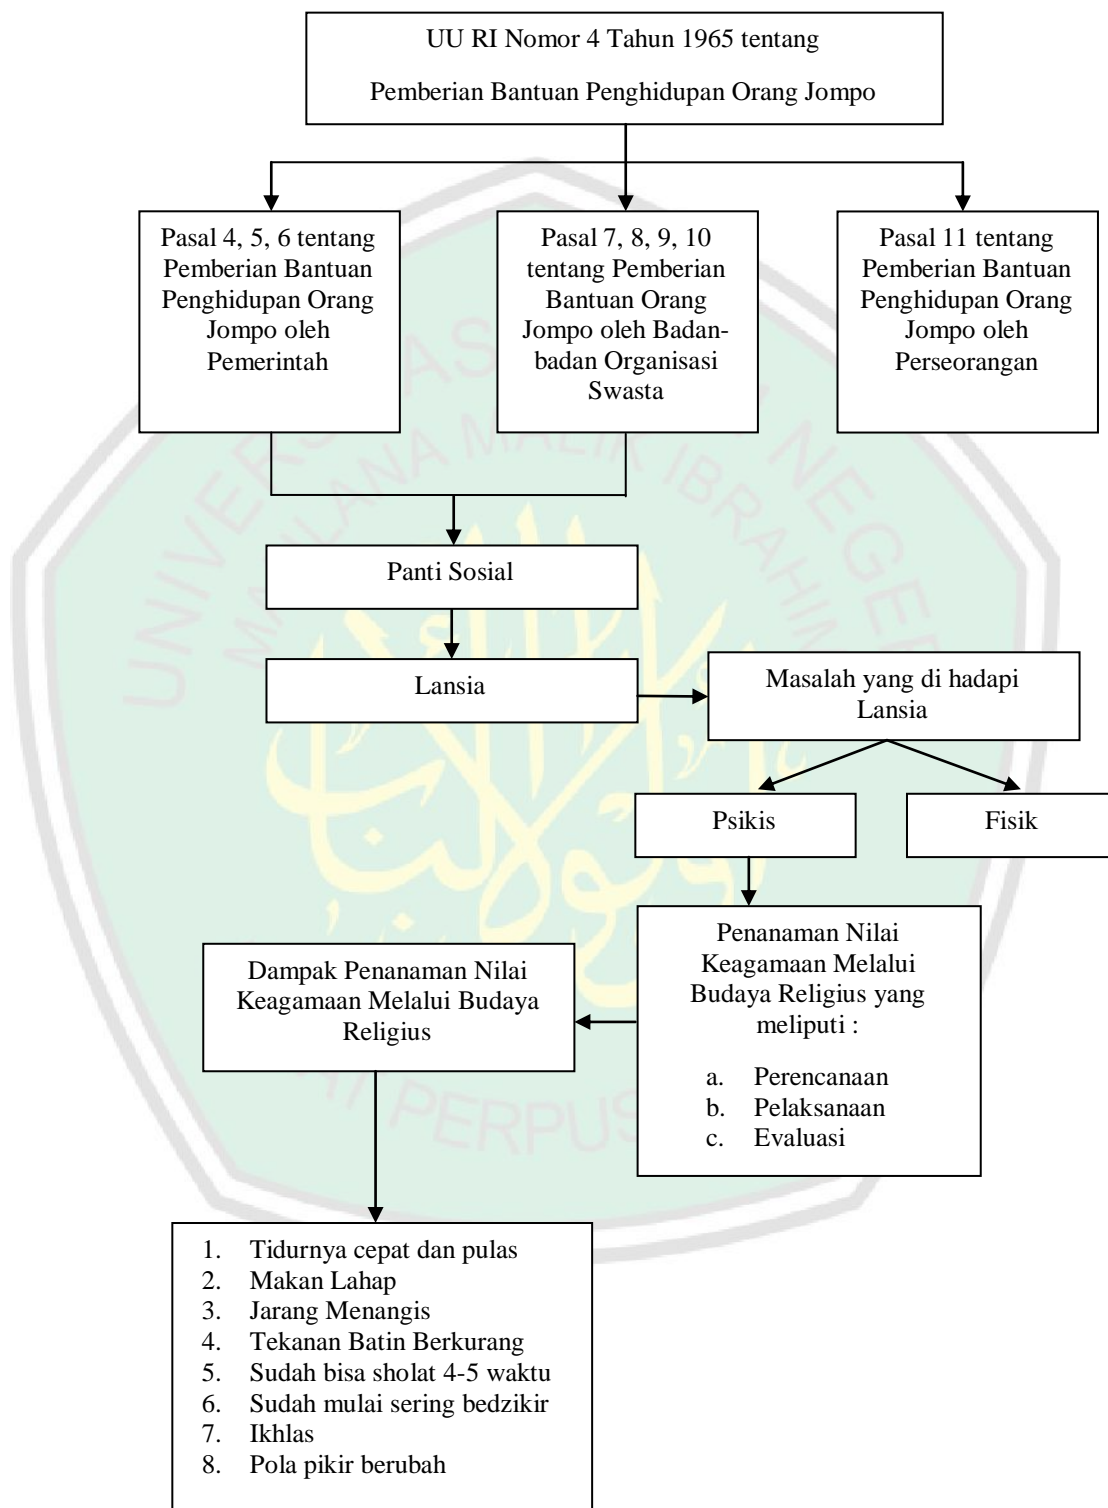 UU RI Nomor 4 Tahun 1965 tentang
Pemberian Bantuan Penghidupan Orang Jompo
Pasal 4, 5, 6 tentang
Pemberian Bantuan
Penghidupan Orang
Jompo oleh
Pemerintah
Pasal 7, 8, 9, 10
tentang Pemberian
Bantuan Orang
Jompo oleh Badan-
badan Organisasi
Swasta
Pasal 11 tentang
Pemberian Bantuan
Penghidupan Orang
Jompo oleh
Perseorangan
Panti Sosial
Lansia
Masalah yang di hadapi
Lansia
Psikis
Fisik
Penanaman Nilai
Keagamaan Melalui
Budaya Religius yang
meliputi :
a. Perencanaan
b. Pelaksanaan
c. Evaluasi
Dampak Penanaman Nilai
Keagamaan Melalui Budaya
Religius
1. Tidurnya cepat dan pulas
2. Makan Lahap
3. Jarang Menangis
4. Tekanan Batin Berkurang
5. Sudah bisa sholat 4-5 waktu
6. Sudah mulai sering bedzikir
7. Ikhlas
8. Pola pikir berubah
MALIK IBRAHIM